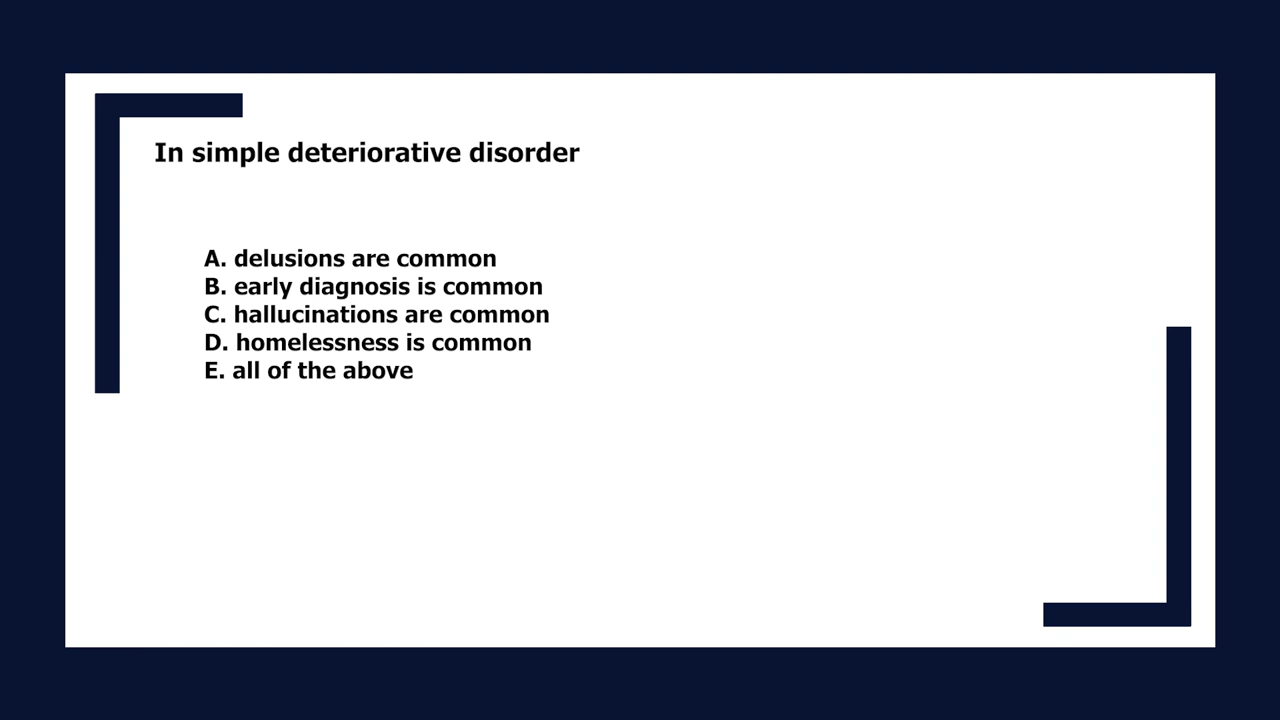 In simple deteriorative disorder
A. delusions are common
B. early diagnosis is common
C. hallucinations are common
D. homelessness is common
E. all of the above